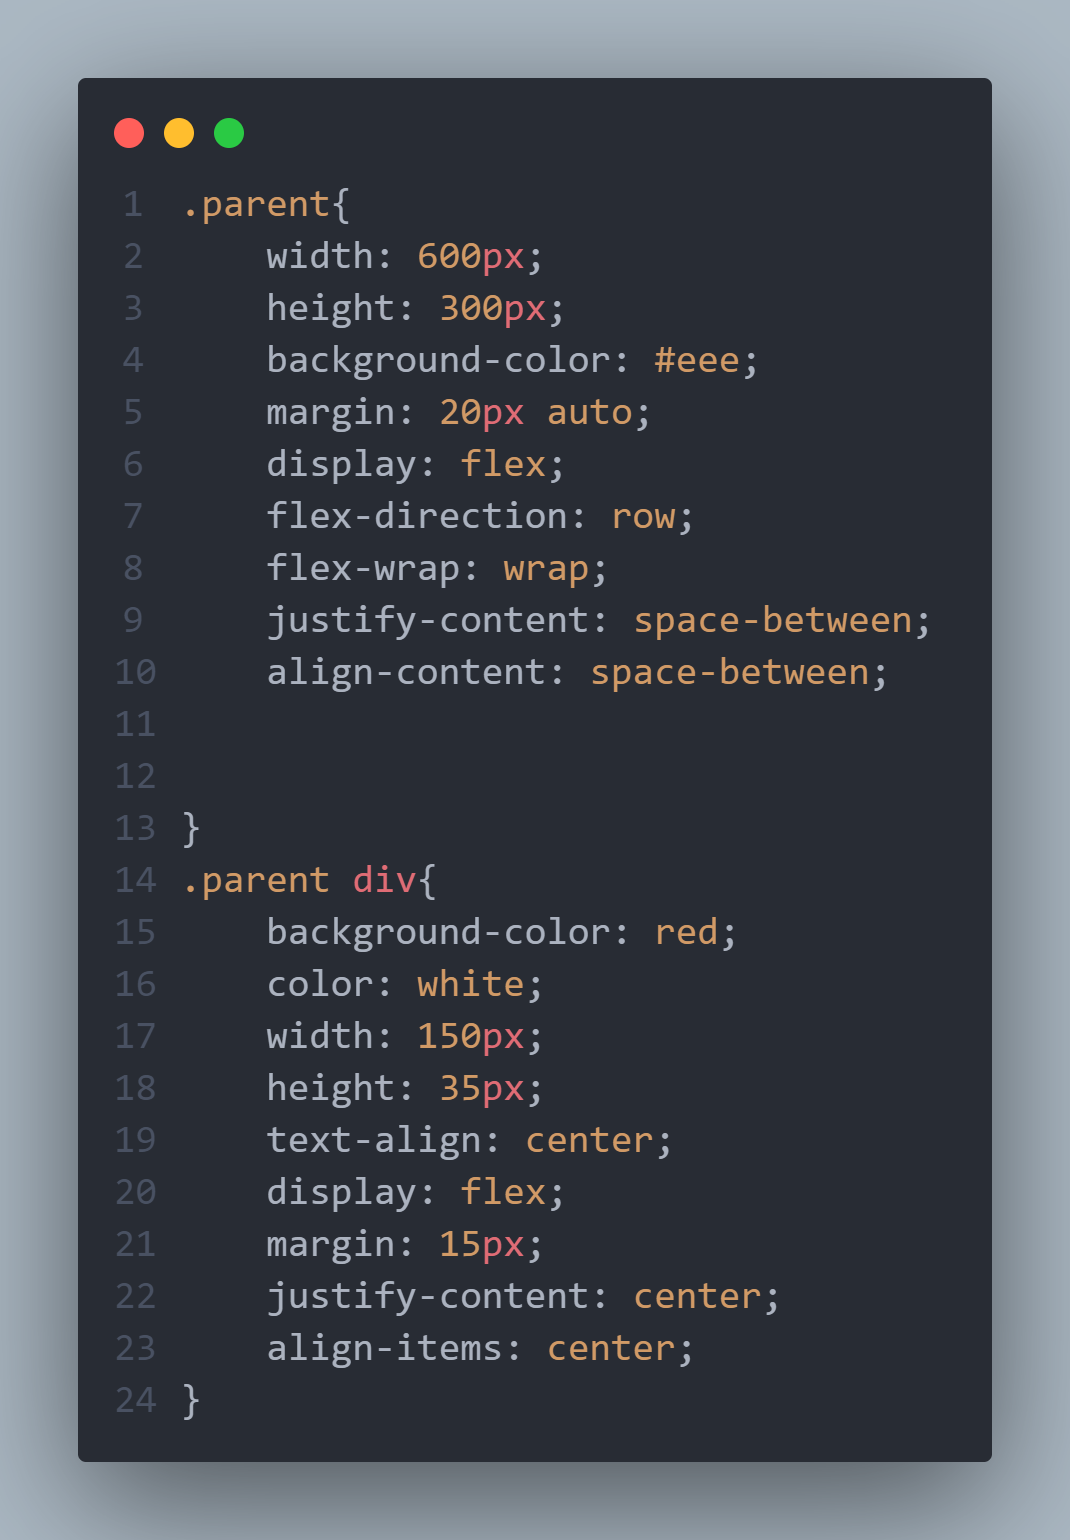 1 .parent{
2     width: 600px;
3     height: 300px;
4     background-color: #eee;
5     margin: 20px auto;
6     display: flex;
7     flex-direction: row;
8     flex-wrap: wrap;
9     justify-content: space-between;
10     align-content: space-between;
11
12
13 }
14 .parent div{
15     background-color: red;
16     color: white;
17     width: 150px;
18     height: 35px;
19     text-align: center;
20     display: flex;
21     margin: 15px;
22     justify-content: center;
23     align-items: center;
24 }